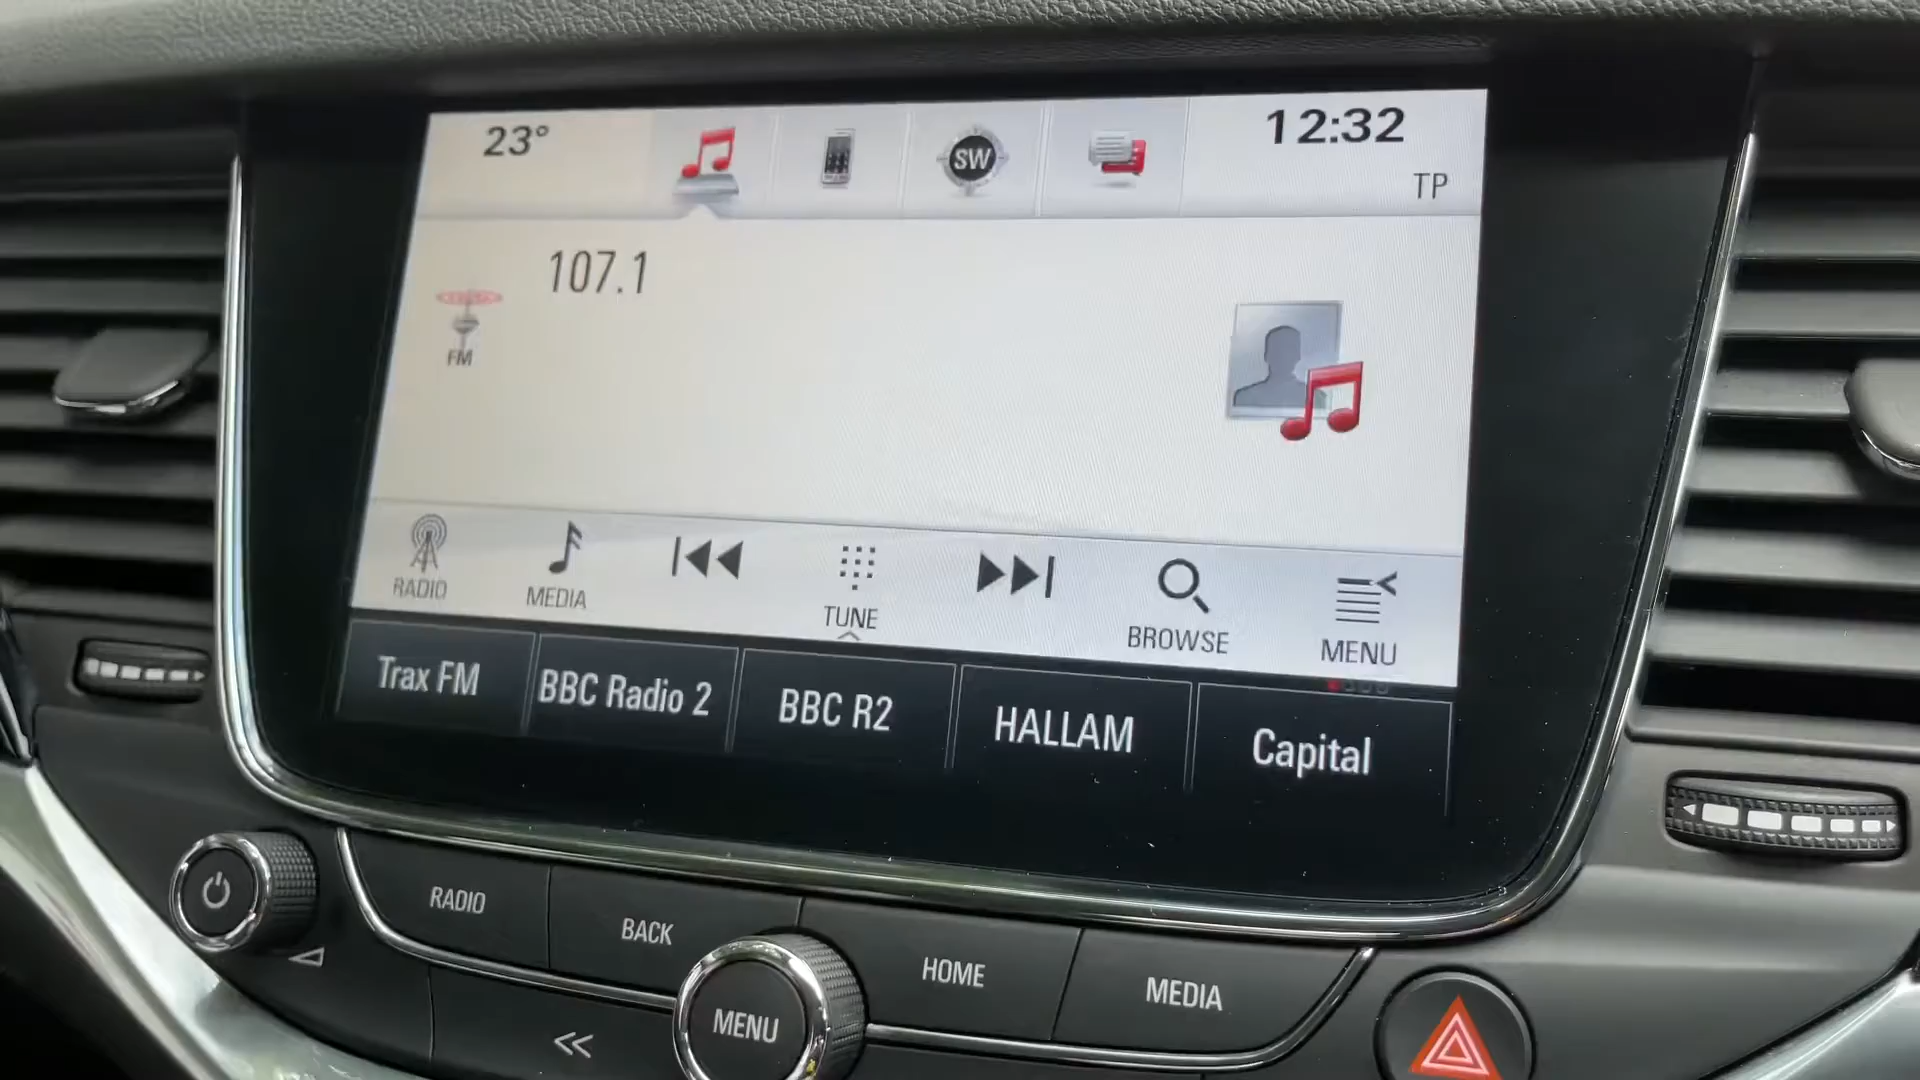 23°
SW
12:32
TP
107.1
FM
RADIO
MEDIA
TUNE
BROWSE
MENU
Trax FM
BBC Radio 2
BBC R2
HALLAM
Capital
RADIO
BACK
MENU
HOME
MEDIA